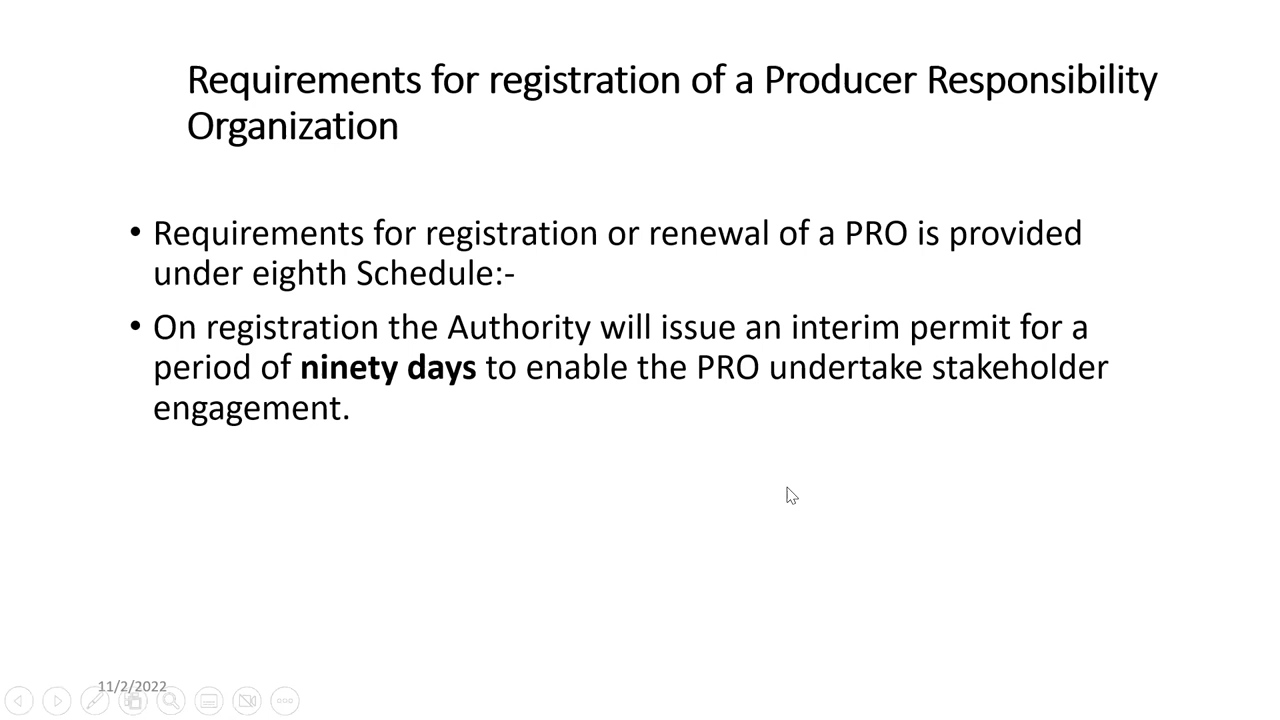 Requirements for registration of a Producer Responsibility
Organization
• Requirements for registration or renewal of a PRO is provided
under eighth Schedule:-
• On registration the Authority will issue an interim permit for a
period of ninety days to enable the PRO undertake stakeholder
engagement.
11/2/2022